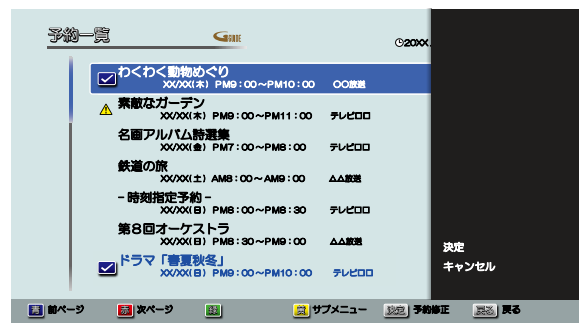 予約一覧
GGUIDE
20XX.
わくわく動物めぐり
XX/XX(木) PM9:00～PM10:00 〇〇放送
素敵なガーデン
XX/XX(木) PM9:00～PM11:00 テレビ□□
名画アルバム詩選集
XX/XX(金) PM7:00～PM8:00 テレビ□□
鉄道の旅
XX/XX(土) AM8:00～AM9:00 △△放送
－時刻指定予約－
XX/XX(日) PM8:00～PM8:30 テレビ□□
第8回オーケストラ
XX/XX(日) PM8:30～PM9:00 △△放送
ドラマ「春夏秋冬」
XX/XX(日) PM9:00～PM10:00 テレビ□□
決定
キャンセル
青 前ページ 赤 次ページ 緑 黄 サブメニュー 決定 予約修正 戻る 戻る